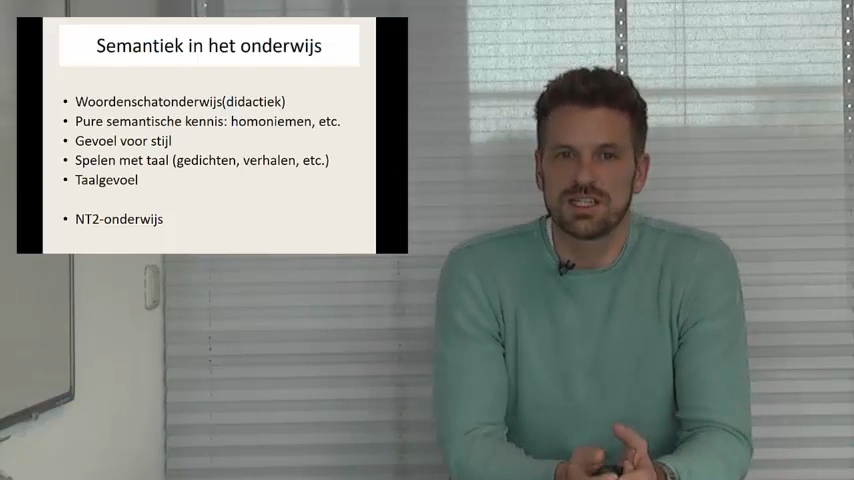 Semantiek in het onderwijs
• Woordenschatonderwijs(didactiek)
• Pure semantische kennis: homoniemen, etc.
• Gevoel voor stijl
• Spelen met taal (gedichten, verhalen, etc.)
• Taalgevoel
• NT2-onderwijs